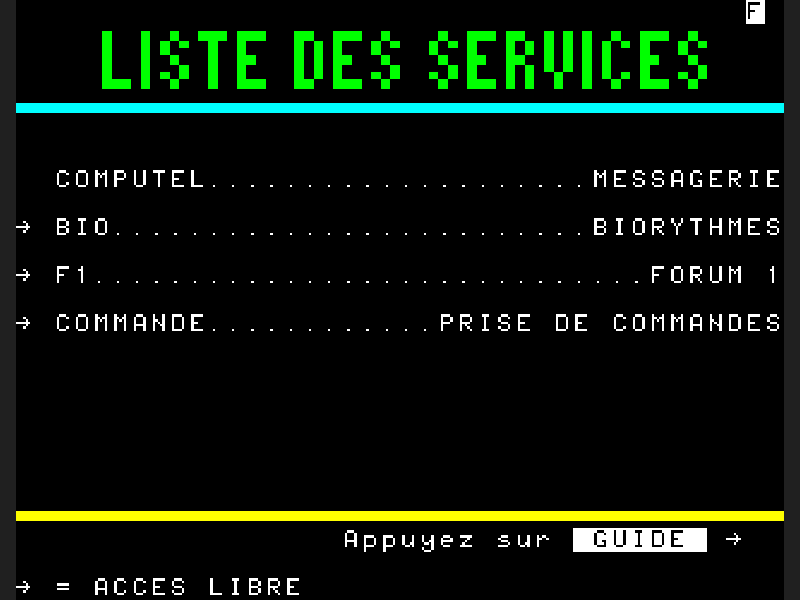 F
LISTE DES SERVICES
COMPUTEL....................MESSAGERIE
→ BIO.........................BIORYTHMES
→ F1.............................FORUM 1
→ COMMANDE............PRISE DE COMMANDES
Appuyez sur GUIDE →
→ = ACCES LIBRE